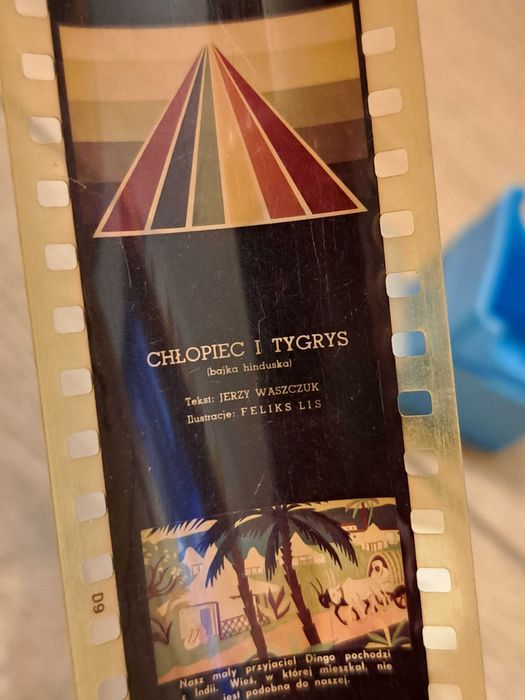 CHŁOPIEC I TYGRYS
(bajka hinduska)
Tekst: JERZY WASZCZUK
Ilustracje: FELIKS LIS
Nasz mały przyjaciel Dingo pochodzi
z Indii. Wieś, w której mieszkał, nie
jest podobna do naszej.
D9